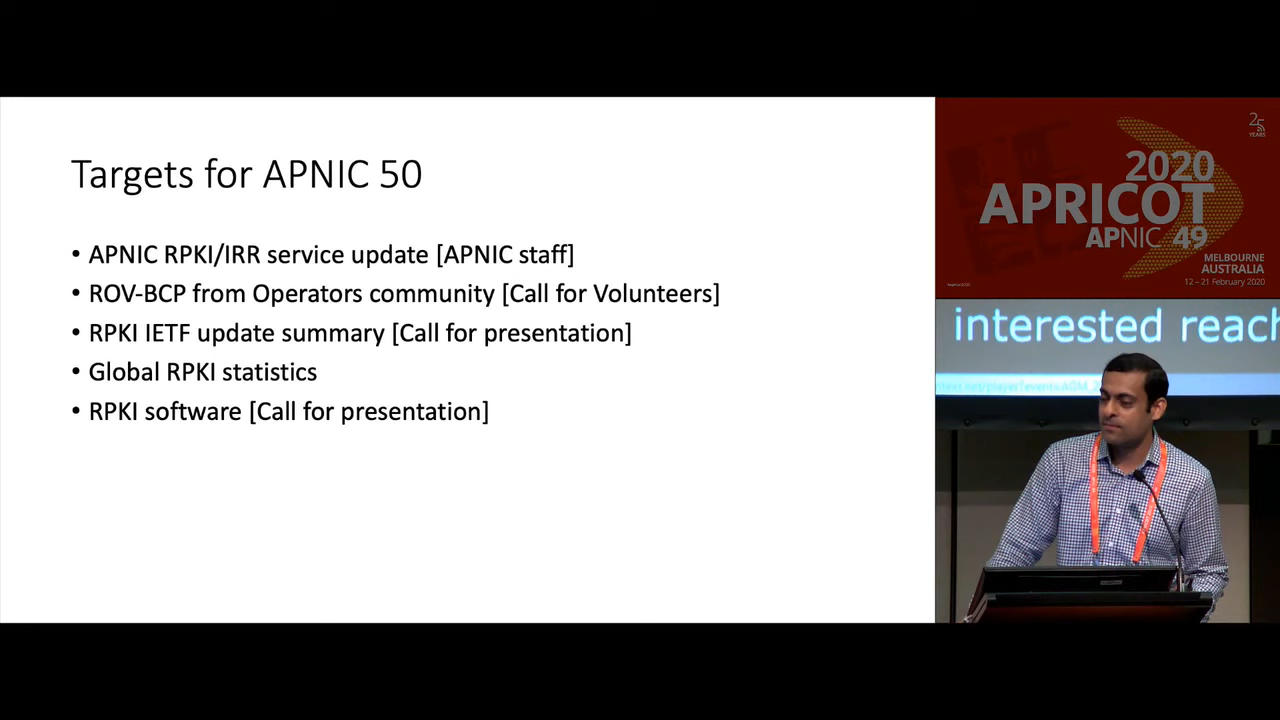 Targets for APNIC 50
• APNIC RPKI/IRR service update [APNIC staff]
• ROV-BCP from Operators community [Call for Volunteers]
• RPKI IETF update summary [Call for presentation]
• Global RPKI statistics
• RPKI software [Call for presentation]
25
YEARS
2020
APRICOT
APNIC 49
MELBOURNE
AUSTRALIA
12 – 21 February 2020
interested reach